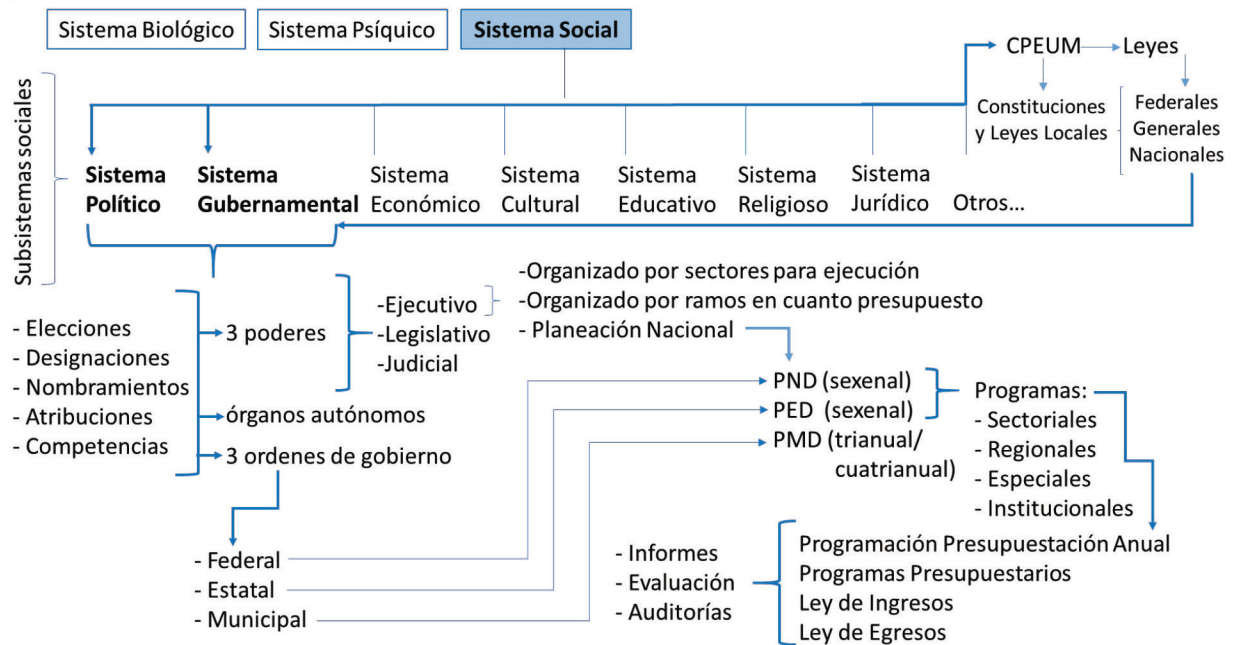 Sistema Biológico
Sistema Psíquico
Sistema Social
CPEUM
Leyes
Constituciones
y Leyes Locales
Federales
Generales
Nacionales
Subsistemas sociales
Sistema
Político
Sistema
Gubernamental
Sistema
Económico
Sistema
Cultural
Sistema
Educativo
Sistema
Religioso
Sistema
Jurídico
Otros...
- Elecciones
- Designaciones
- Nombramientos
- Atribuciones
- Competencias
3 poderes
órganos autónomos
3 ordenes de gobierno
-Ejecutivo
-Legislativo
-Judicial
-Organizado por sectores para ejecución
-Organizado por ramos en cuanto presupuesto
- Planeación Nacional
PND (sexenal)
PED (sexenal)
PMD (trianual/
cuatrianual)
Programas:
- Sectoriales
- Regionales
- Especiales
- Institucionales
- Federal
- Estatal
- Municipal
- Informes
- Evaluación
- Auditorías
Programación Presupuestación Anual
Programas Presupuestarios
Ley de Ingresos
Ley de Egresos